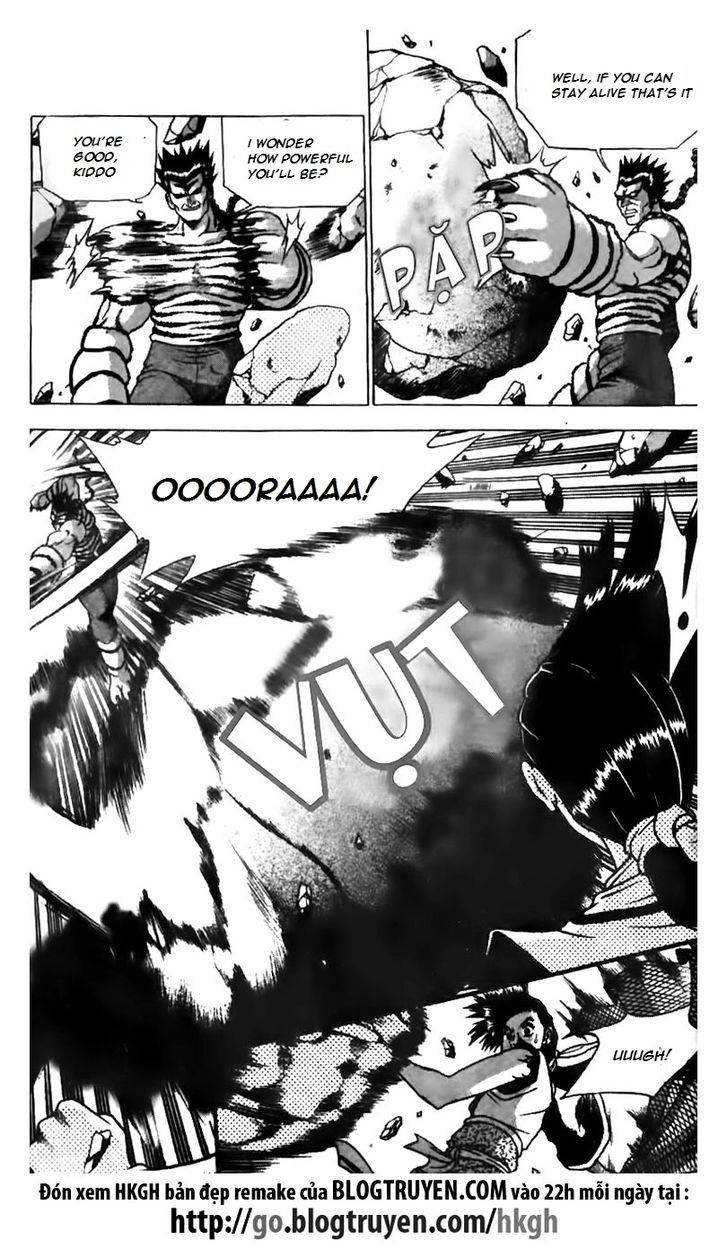 YOU'RE
GOOD,
KIDDO
I WONDER
HOW POWERFUL
YOU'LL BE?
WELL, IF YOU CAN
STAY ALIVE THAT'S IT
PẶP
OOOORAAAA!
VỤT
!
UUUGH!
Đón xem HKGH bản đẹp remake của BLOGTRUYEN.COM vào 22h mỗi ngày tại :
http://go.blogtruyen.com/hkgh